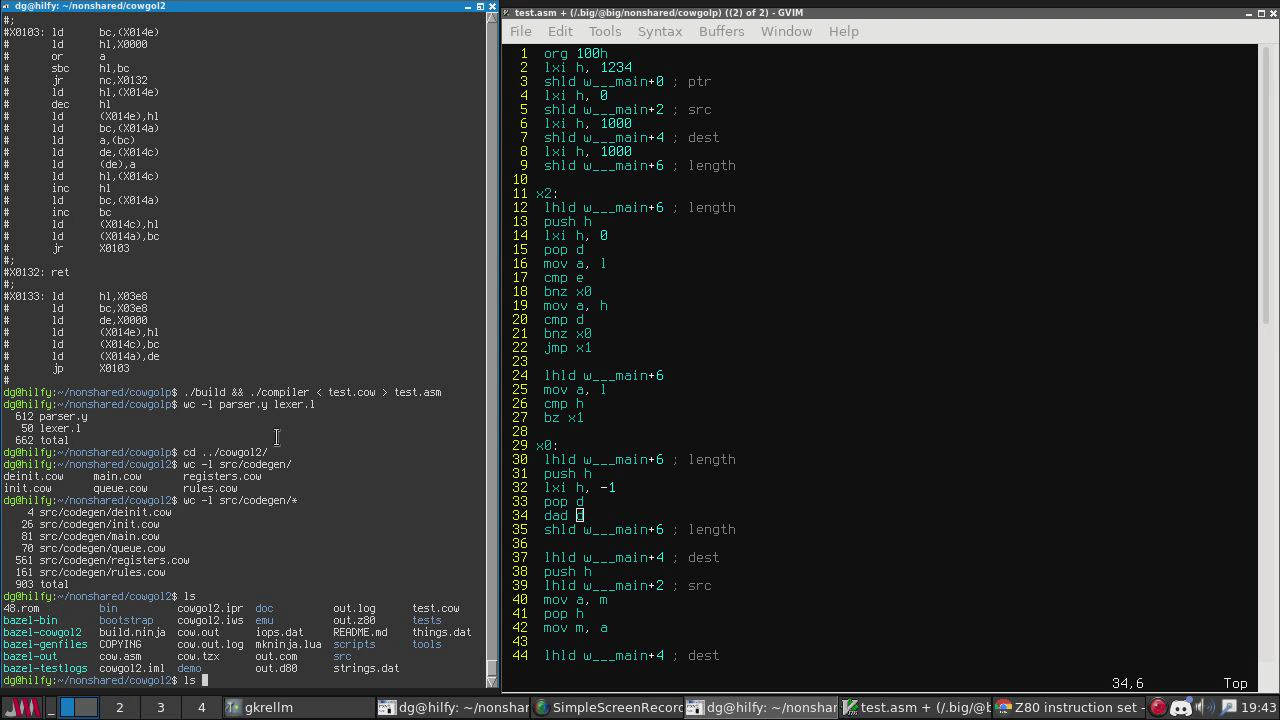 dg@hilfy: ~/nonshared/cowgol2
#;
#X0103: ld      bc,(X014e)
#       ld      hl,X0000
#       or      a
#       sbc     hl,bc
#       jr      nc,X0132
#       ld      hl,(X014e)
#       dec     hl
#       ld      (X014e),hl
#       ld      bc,(X014a)
#       ld      a,(bc)
#       ld      de,(X014c)
#       ld      (de),a
#       ld      hl,(X014c)
#       inc     hl
#       ld      bc,(X014a)
#       inc     bc
#       ld      (X014c),hl
#       ld      (X014a),bc
#       jr      X0103
#;
#X0132: ret
#;
#X0133: ld      hl,X03e8
#       ld      bc,X03e8
#       ld      de,X0000
#       ld      (X014e),hl
#       ld      (X014c),bc
#       ld      (X014a),de
#       jp      X0103
#
dg@hilfy:~/nonshared/cowgolp$ ./build && ./compiler < test.cow > test.asm
dg@hilfy:~/nonshared/cowgolp$ wc -l parser.y lexer.l
612 parser.y
50 lexer.l
662 total
dg@hilfy:~/nonshared/cowgolp$ cd ../cowgol2/
dg@hilfy:~/nonshared/cowgol2$ wc -l src/codegen/
deinit.cow main.cow registers.cow
init.cow queue.cow rules.cow
dg@hilfy:~/nonshared/cowgol2$ wc -l src/codegen/*
4 src/codegen/deinit.cow
26 src/codegen/init.cow
81 src/codegen/main.cow
70 src/codegen/queue.cow
561 src/codegen/registers.cow
161 src/codegen/rules.cow
903 total
dg@hilfy:~/nonshared/cowgol2$ ls
48.rom bin cowgol2.ipr doc out.log test.cow
bazel-bin bootstrap cowgol2.iws emu out.z80 tests
bazel-cowgol2 build.ninja cow.out iops.dat README.md things.dat
bazel-genfiles COPYING cow.out.log mkninja.lua scripts tools
bazel-out cow.asm cow.tzx out.com src
bazel-testlogs cowgol2.iml demo out.d80 strings.dat
dg@hilfy:~/nonshared/cowgol2$ ls
test.asm + (/.big/@big/nonshared/cowgolp) ((2) of 2) - GVIM
File Edit Tools Syntax Buffers Window Help
1 org 100h
2 lxi h, 1234
3 shld w___main+0 ; ptr
4 lxi h, 0
5 shld w___main+2 ; src
6 lxi h, 1000
7 shld w___main+4 ; dest
8 lxi h, 1000
9 shld w___main+6 ; length
10
11 x2:
12 lhld w___main+6 ; length
13 push h
14 lxi h, 0
15 pop d
16 mov a, l
17 cmp e
18 bnz x0
19 mov a, h
20 cmp d
21 bnz x0
22 jmp x1
23
24 lhld w___main+6
25 mov a, l
26 cmp h
27 bz x1
28
29 x0:
30 lhld w___main+6 ; length
31 push h
32 lxi h, -1
33 pop d
34 dad d
35 shld w___main+6 ; length
36
37 lhld w___main+4 ; dest
38 push h
39 lhld w___main+2 ; src
40 mov a, m
41 pop h
42 mov m, a
43
44 lhld w___main+4 ; dest
34,6 Top
2 3 4 gkrellm dg@hilfy: ~/nonshar SimpleScreenRecor dg@hilfy: ~/nonshar test.asm + (/.big/@b Z80 instruction set - 19:43